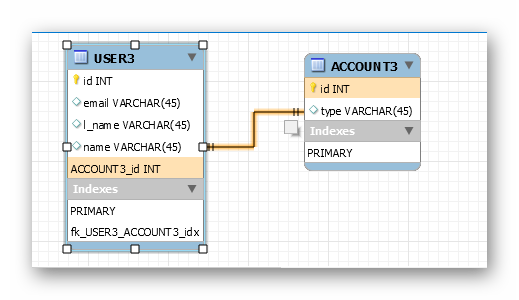 USER3
id INT
email VARCHAR(45)
l_name VARCHAR(45)
name VARCHAR(45)
ACCOUNT3_id INT
Indexes
PRIMARY
fk_USER3_ACCOUNT3_idx
ACCOUNT3
id INT
type VARCHAR(45)
Indexes
PRIMARY